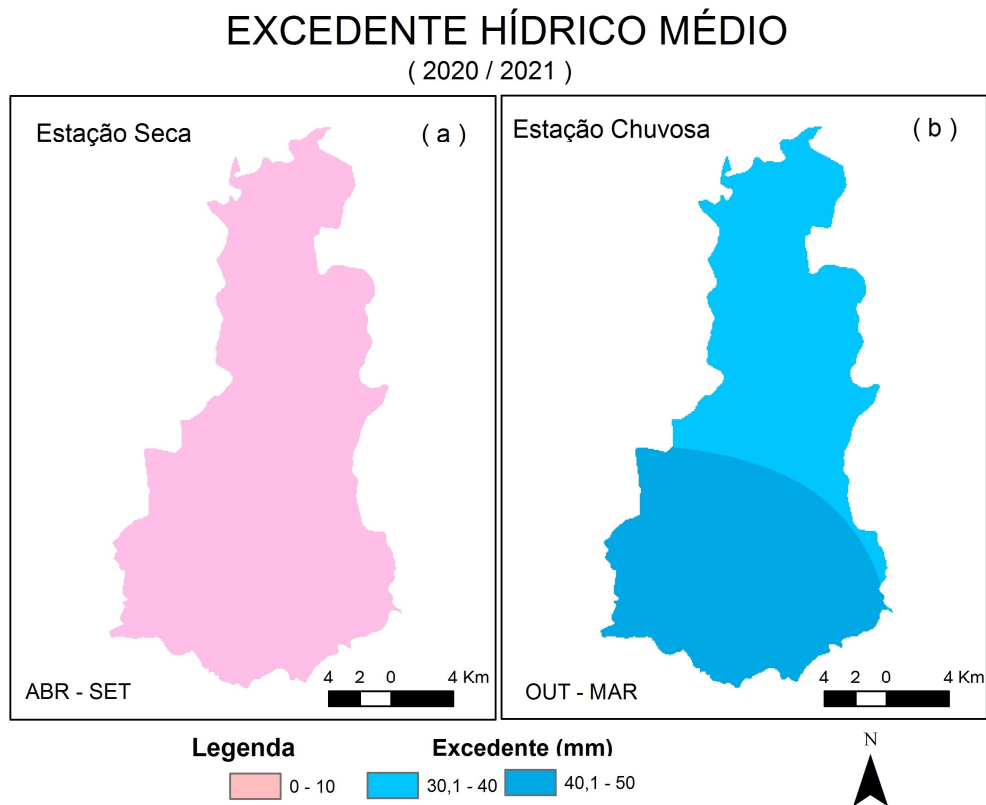 EXCEDENTE HÍDRICO MÉDIO
( 2020 / 2021 )
Estação Seca
( a )
ABR - SET
4 2 0 4 Km
Estação Chuvosa
( b )
OUT - MAR
4 2 0 4 Km
Legenda
Excedente (mm)
0 - 10
30,1 - 40
40,1 - 50
N